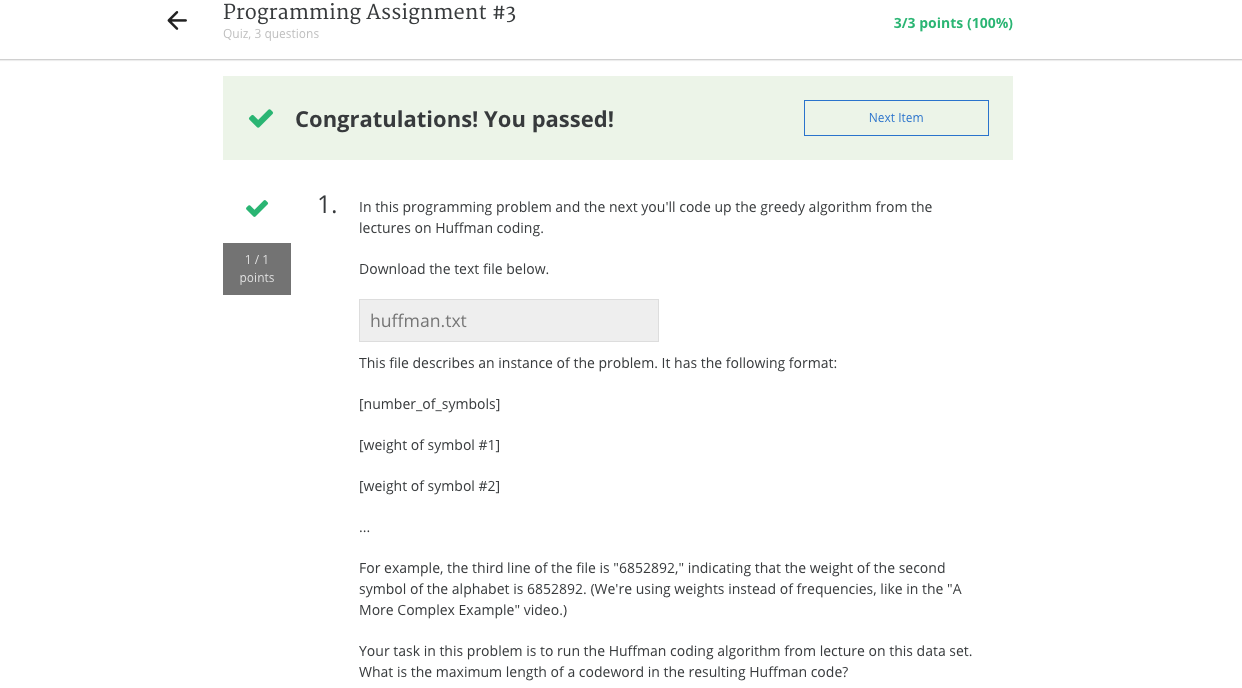 Programming Assignment #3
Quiz, 3 questions
3/3 points (100%)
Congratulations! You passed!
Next Item
1 / 1
points
1.
In this programming problem and the next you'll code up the greedy algorithm from the
lectures on Huffman coding.
Download the text file below.
huffman.txt
This file describes an instance of the problem. It has the following format:
[number_of_symbols]
[weight of symbol #1]
[weight of symbol #2]
...
For example, the third line of the file is "6852892," indicating that the weight of the second
symbol of the alphabet is 6852892. (We're using weights instead of frequencies, like in the "A
More Complex Example" video.)
Your task in this problem is to run the Huffman coding algorithm from lecture on this data set.
What is the maximum length of a codeword in the resulting Huffman code?